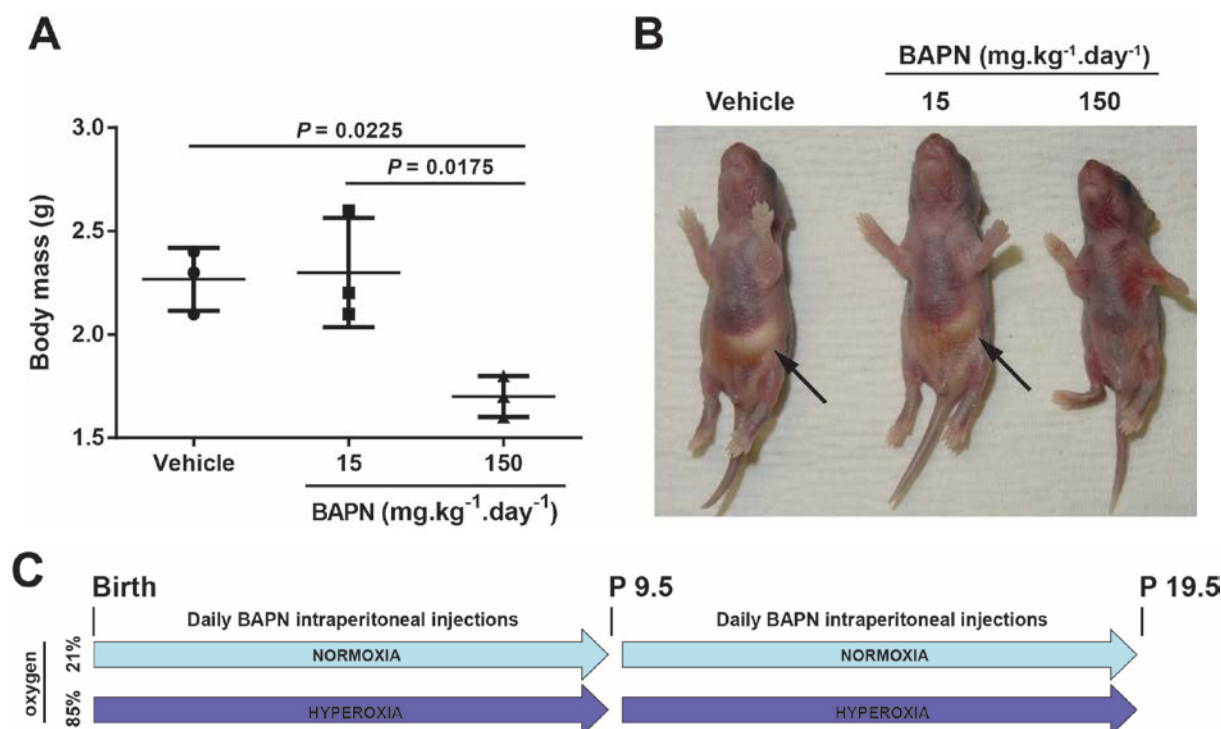 A
P = 0.0225
P = 0.0175
3.0
2.5
2.0
1.5
Body mass (g)
Vehicle 15 150
BAPN (mg.kg⁻¹.day⁻¹)
B
BAPN (mg.kg⁻¹.day⁻¹)
Vehicle 15 150
C
Birth P 9.5 P 19.5
Daily BAPN intraperitoneal injections Daily BAPN intraperitoneal injections
oxygen
21% NORMOXIA NORMOXIA
85% HYPEROXIA HYPEROXIA